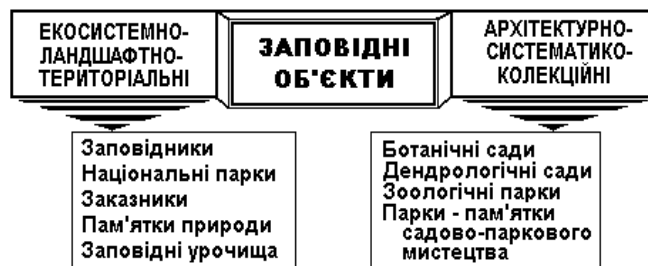 ЕКОСИСТЕМНО-
ЛАНДШАФТНО-
ТЕРИТОРІАЛЬНІ
ЗАПОВІДНІ
ОБ'ЄКТИ
АРХІТЕКТУРНО-
СИСТЕМАТИКО-
КОЛЕКЦІЙНІ
Заповідники
Національні парки
Заказники
Пам'ятки природи
Заповідні урочища
Ботанічні сади
Дендрологічні сади
Зоологічні парки
Парки - пам'ятки
садово-паркового
мистецтва